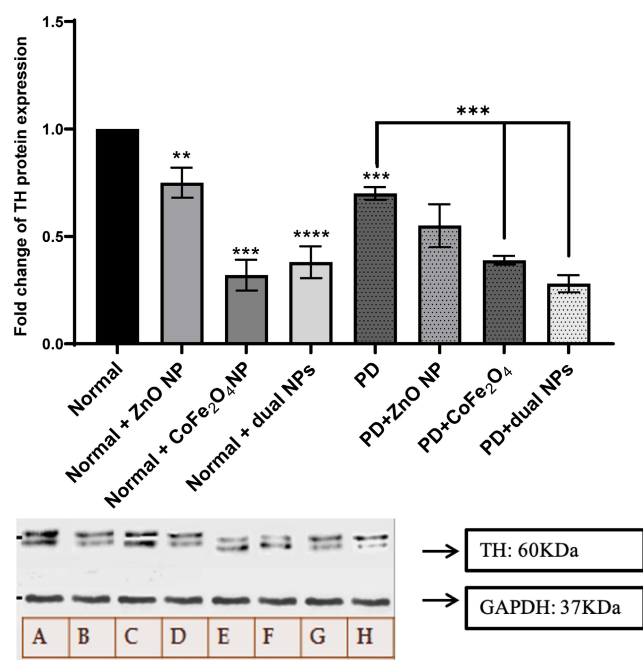 Fold change of TH protein expression
1.5
1.0
0.5
0.0
**
***
****
***
***
Normal
Normal + ZnO NP
Normal + CoFe₂O₄NP
Normal + dual NPs
PD
PD+ZnO NP
PD+CoFe₂O₄
PD+dual NPs
TH: 60KDa
GAPDH: 37KDa
A B C D E F G H